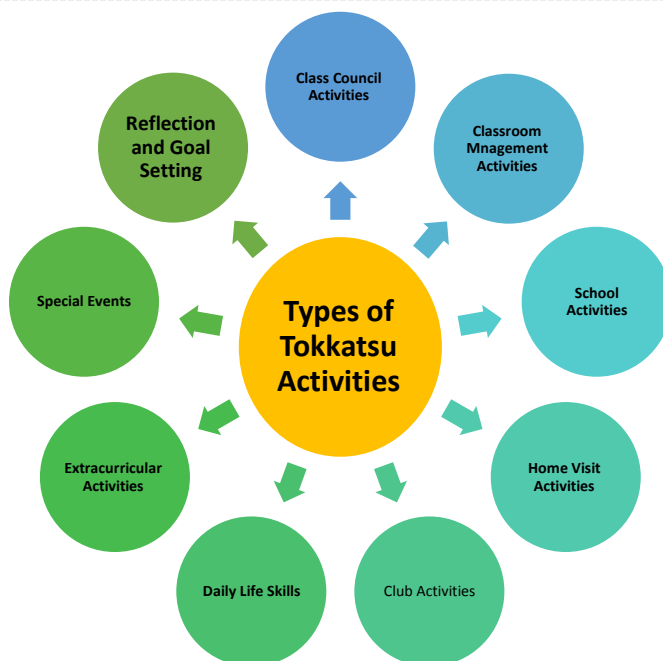 Types of
Tokkatsu
Activities
Class Council
Activities
Classroom
Mnagement
Activities
School
Activities
Home Visit
Activities
Club Activities
Daily Life Skills
Extracurricular
Activities
Special Events
Reflection
and Goal
Setting